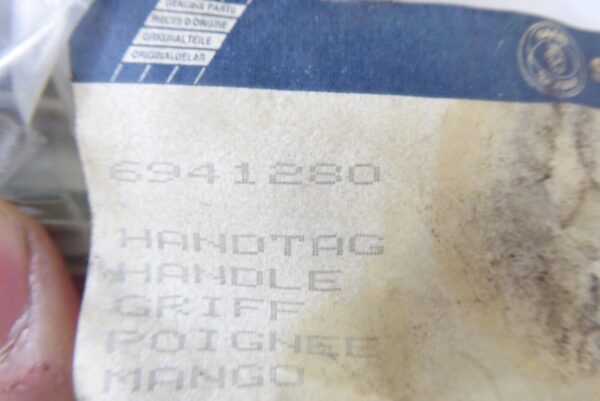 GENUINE PARTS
PIECES D ORIGINE
ORIGINALTEILE
ORIGINALDELAR
6941280
HANDTAG
HANDLE
GRIFF
POIGNEE
MANGO